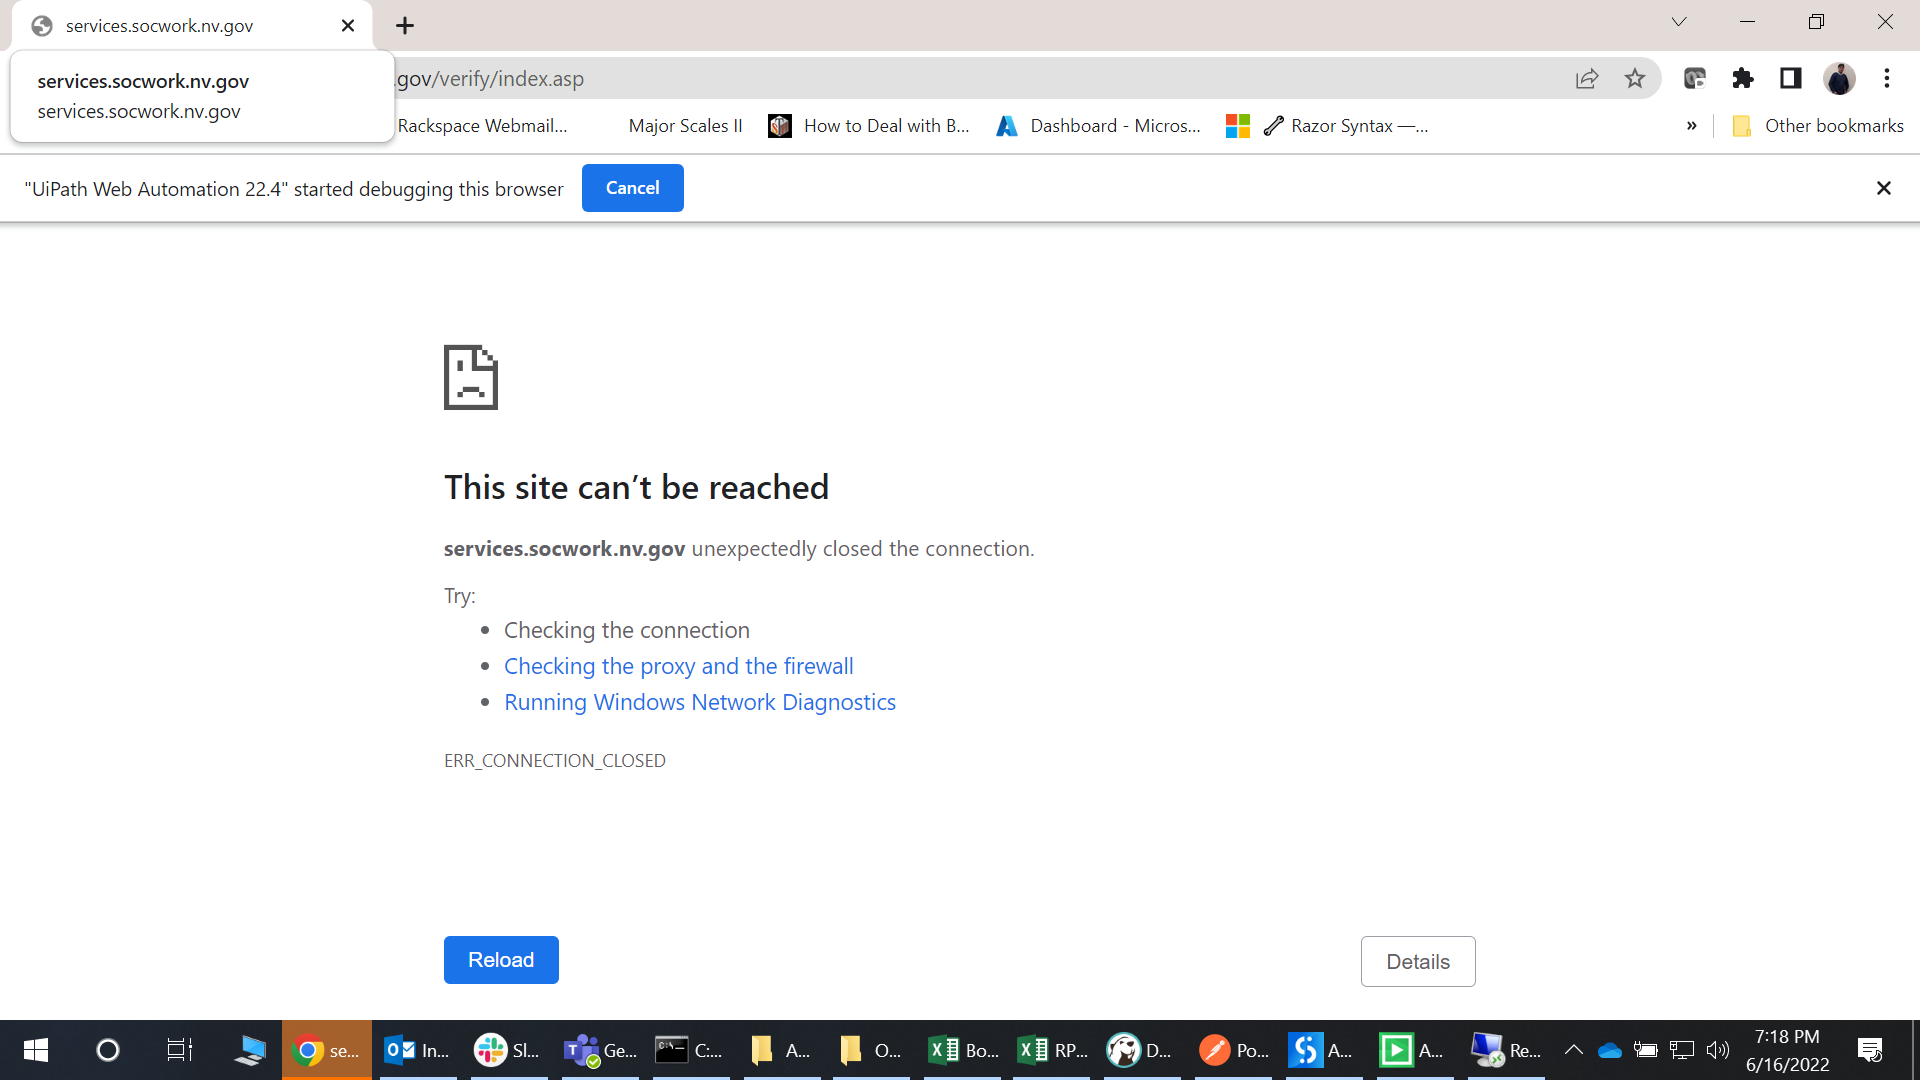 services.socwork.nv.gov
services.socwork.nv.gov
services.socwork.nv.gov
.gov/verify/index.asp
Rackspace Webmail...
Major Scales II
How to Deal with B...
Dashboard - Micros...
Razor Syntax —...
»
Other bookmarks
"UiPath Web Automation 22.4" started debugging this browser
Cancel
This site can’t be reached
services.socwork.nv.gov unexpectedly closed the connection.
Try:
• Checking the connection
• Checking the proxy and the firewall
• Running Windows Network Diagnostics
ERR_CONNECTION_CLOSED
Reload
Details
se...
In...
Sl...
Ge...
C:...
A...
O...
Bo...
RP...
D...
Po...
A...
A...
Re...
7:18 PM
6/16/2022